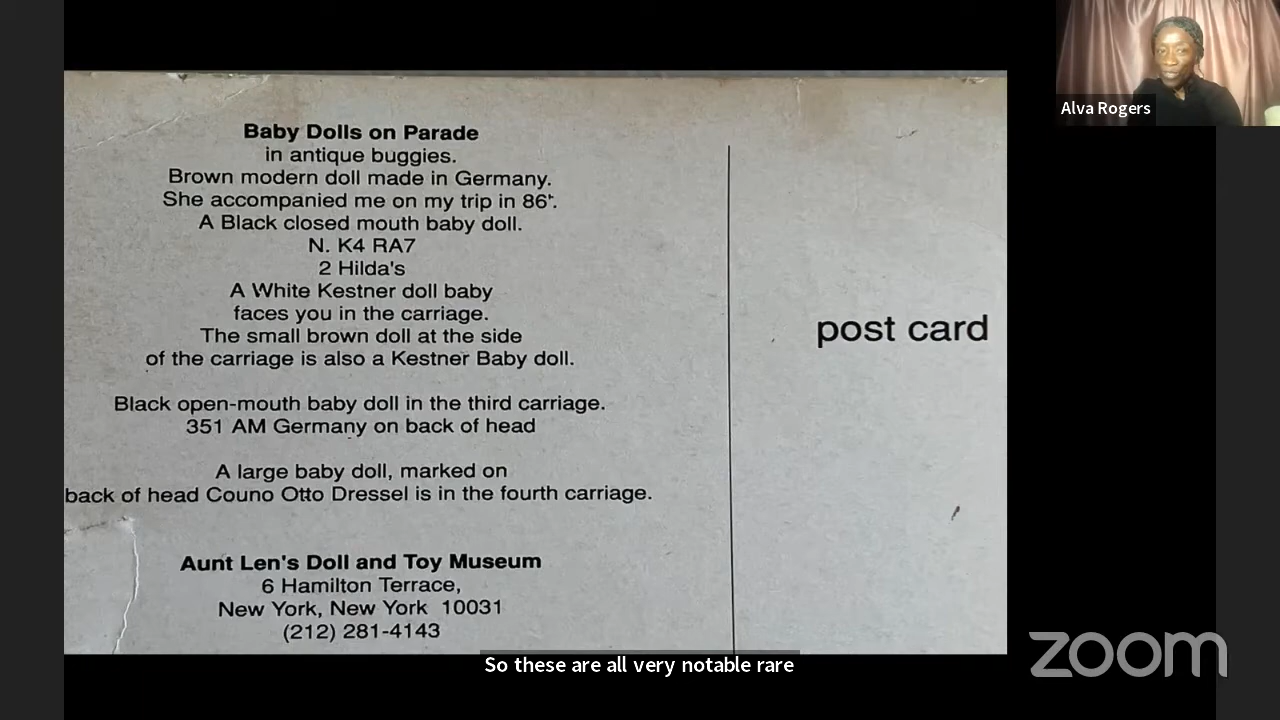 Baby Dolls on Parade
in antique buggies.
Brown modern doll made in Germany.
She accompanied me on my trip in 86'.
A Black closed mouth baby doll.
N. K4 RA7
2 Hilda's
A White Kestner doll baby
faces you in the carriage.
The small brown doll at the side
of the carriage is also a Kestner Baby doll.
Black open-mouth baby doll in the third carriage.
351 AM Germany on back of head
A large baby doll, marked on
back of head Couno Otto Dressel is in the fourth carriage.
Aunt Len's Doll and Toy Museum
6 Hamilton Terrace,
New York, New York 10031
(212) 281-4143
post card
Alva Rogers
So these are all very notable rare
zoom